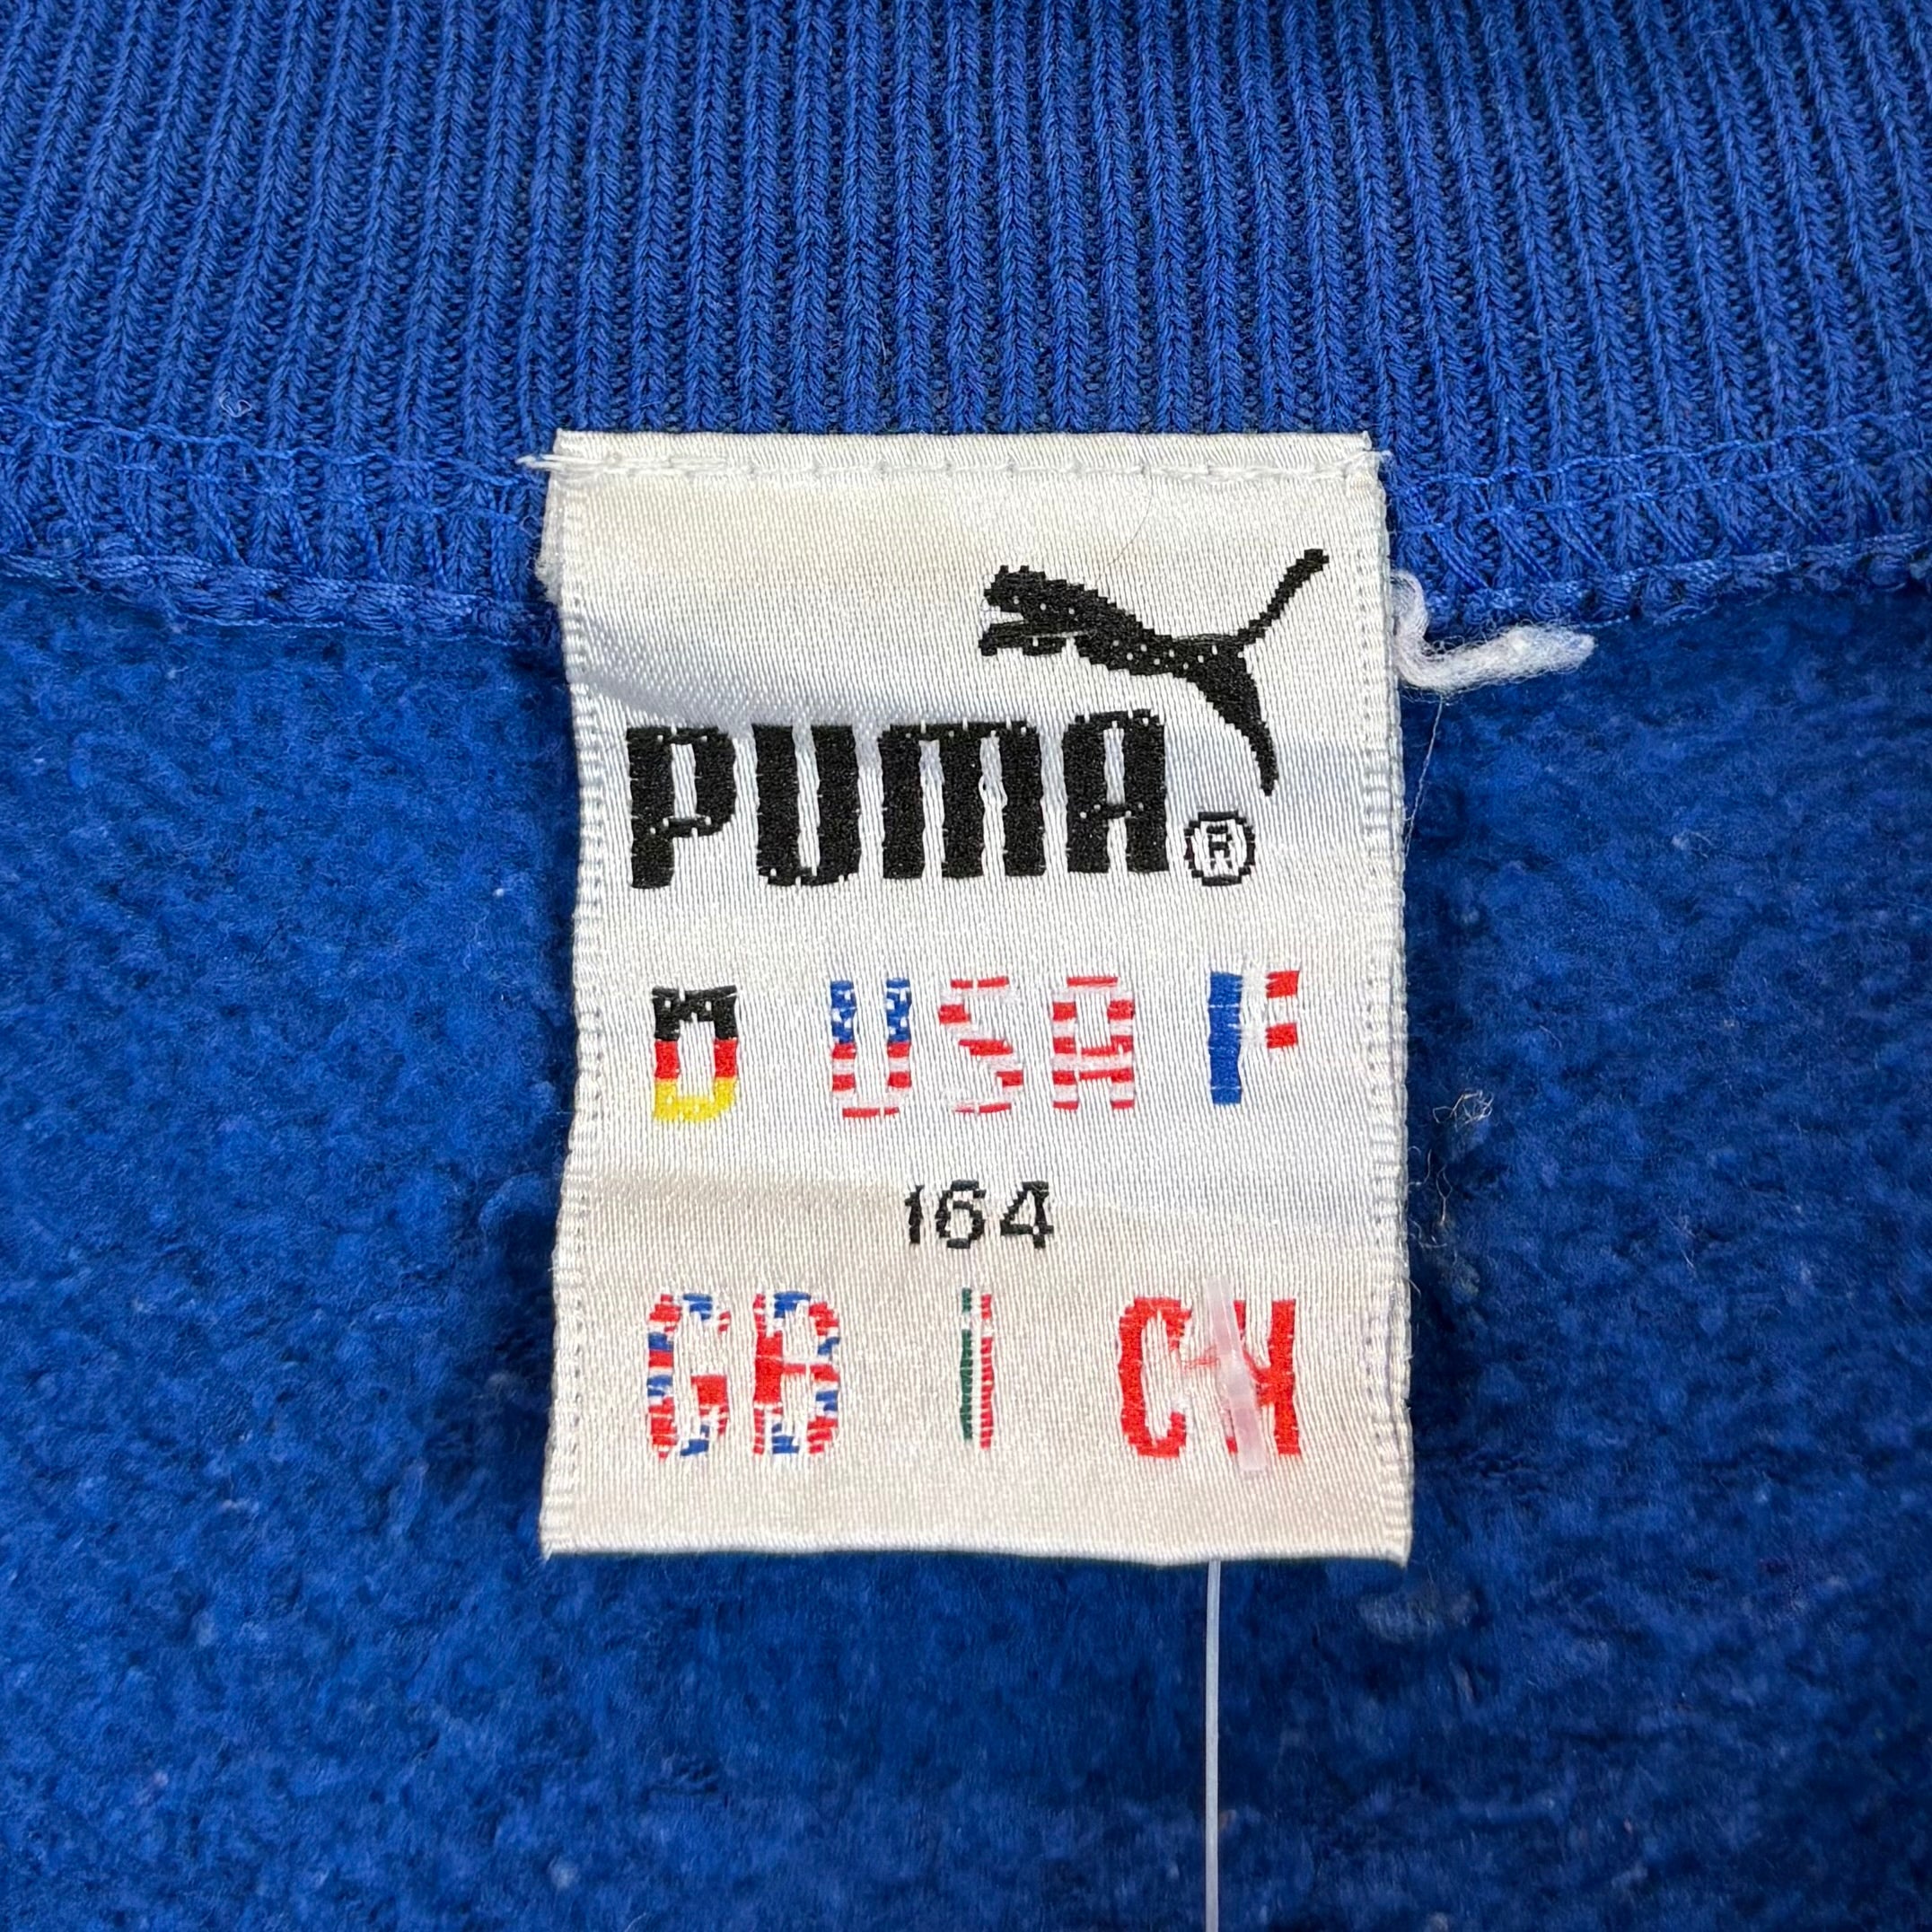 PUMA®
D USA F
164
GB I CH